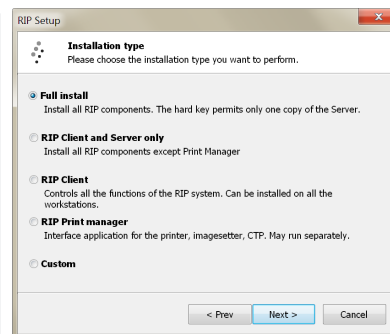 RIP Setup
x
Installation type
Please choose the installation type you want to perform.
Full install
Install all RIP components. The hard key permits only one copy of the Server.
RIP Client and Server only
Install all RIP components except Print Manager
RIP Client
Controls all the functions of the RIP system. Can be installed on all the
workstations.
RIP Print manager
Interface application for the printer, imagesetter, CTP. May run separately.
Custom
< Prev Next > Cancel